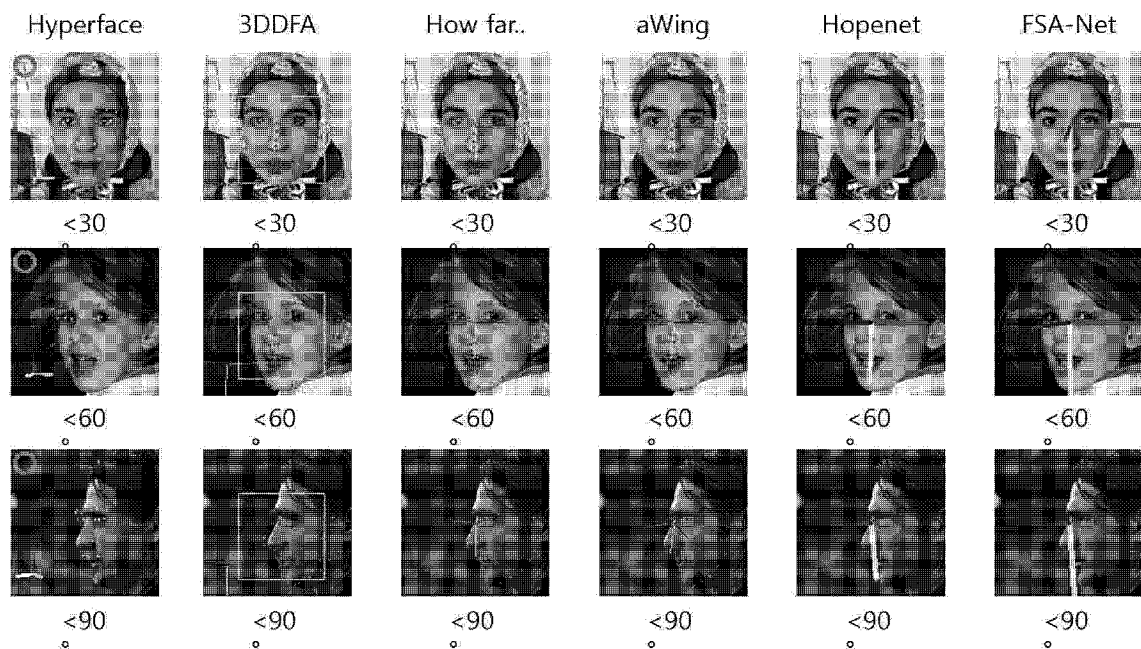 Hyperface 3DDFA How far.. aWing Hopenet FSA-Net
<30 <30 <30 <30 <30 <30
<60 <60 <60 <60 <60 <60
<90 <90 <90 <90 <90 <90